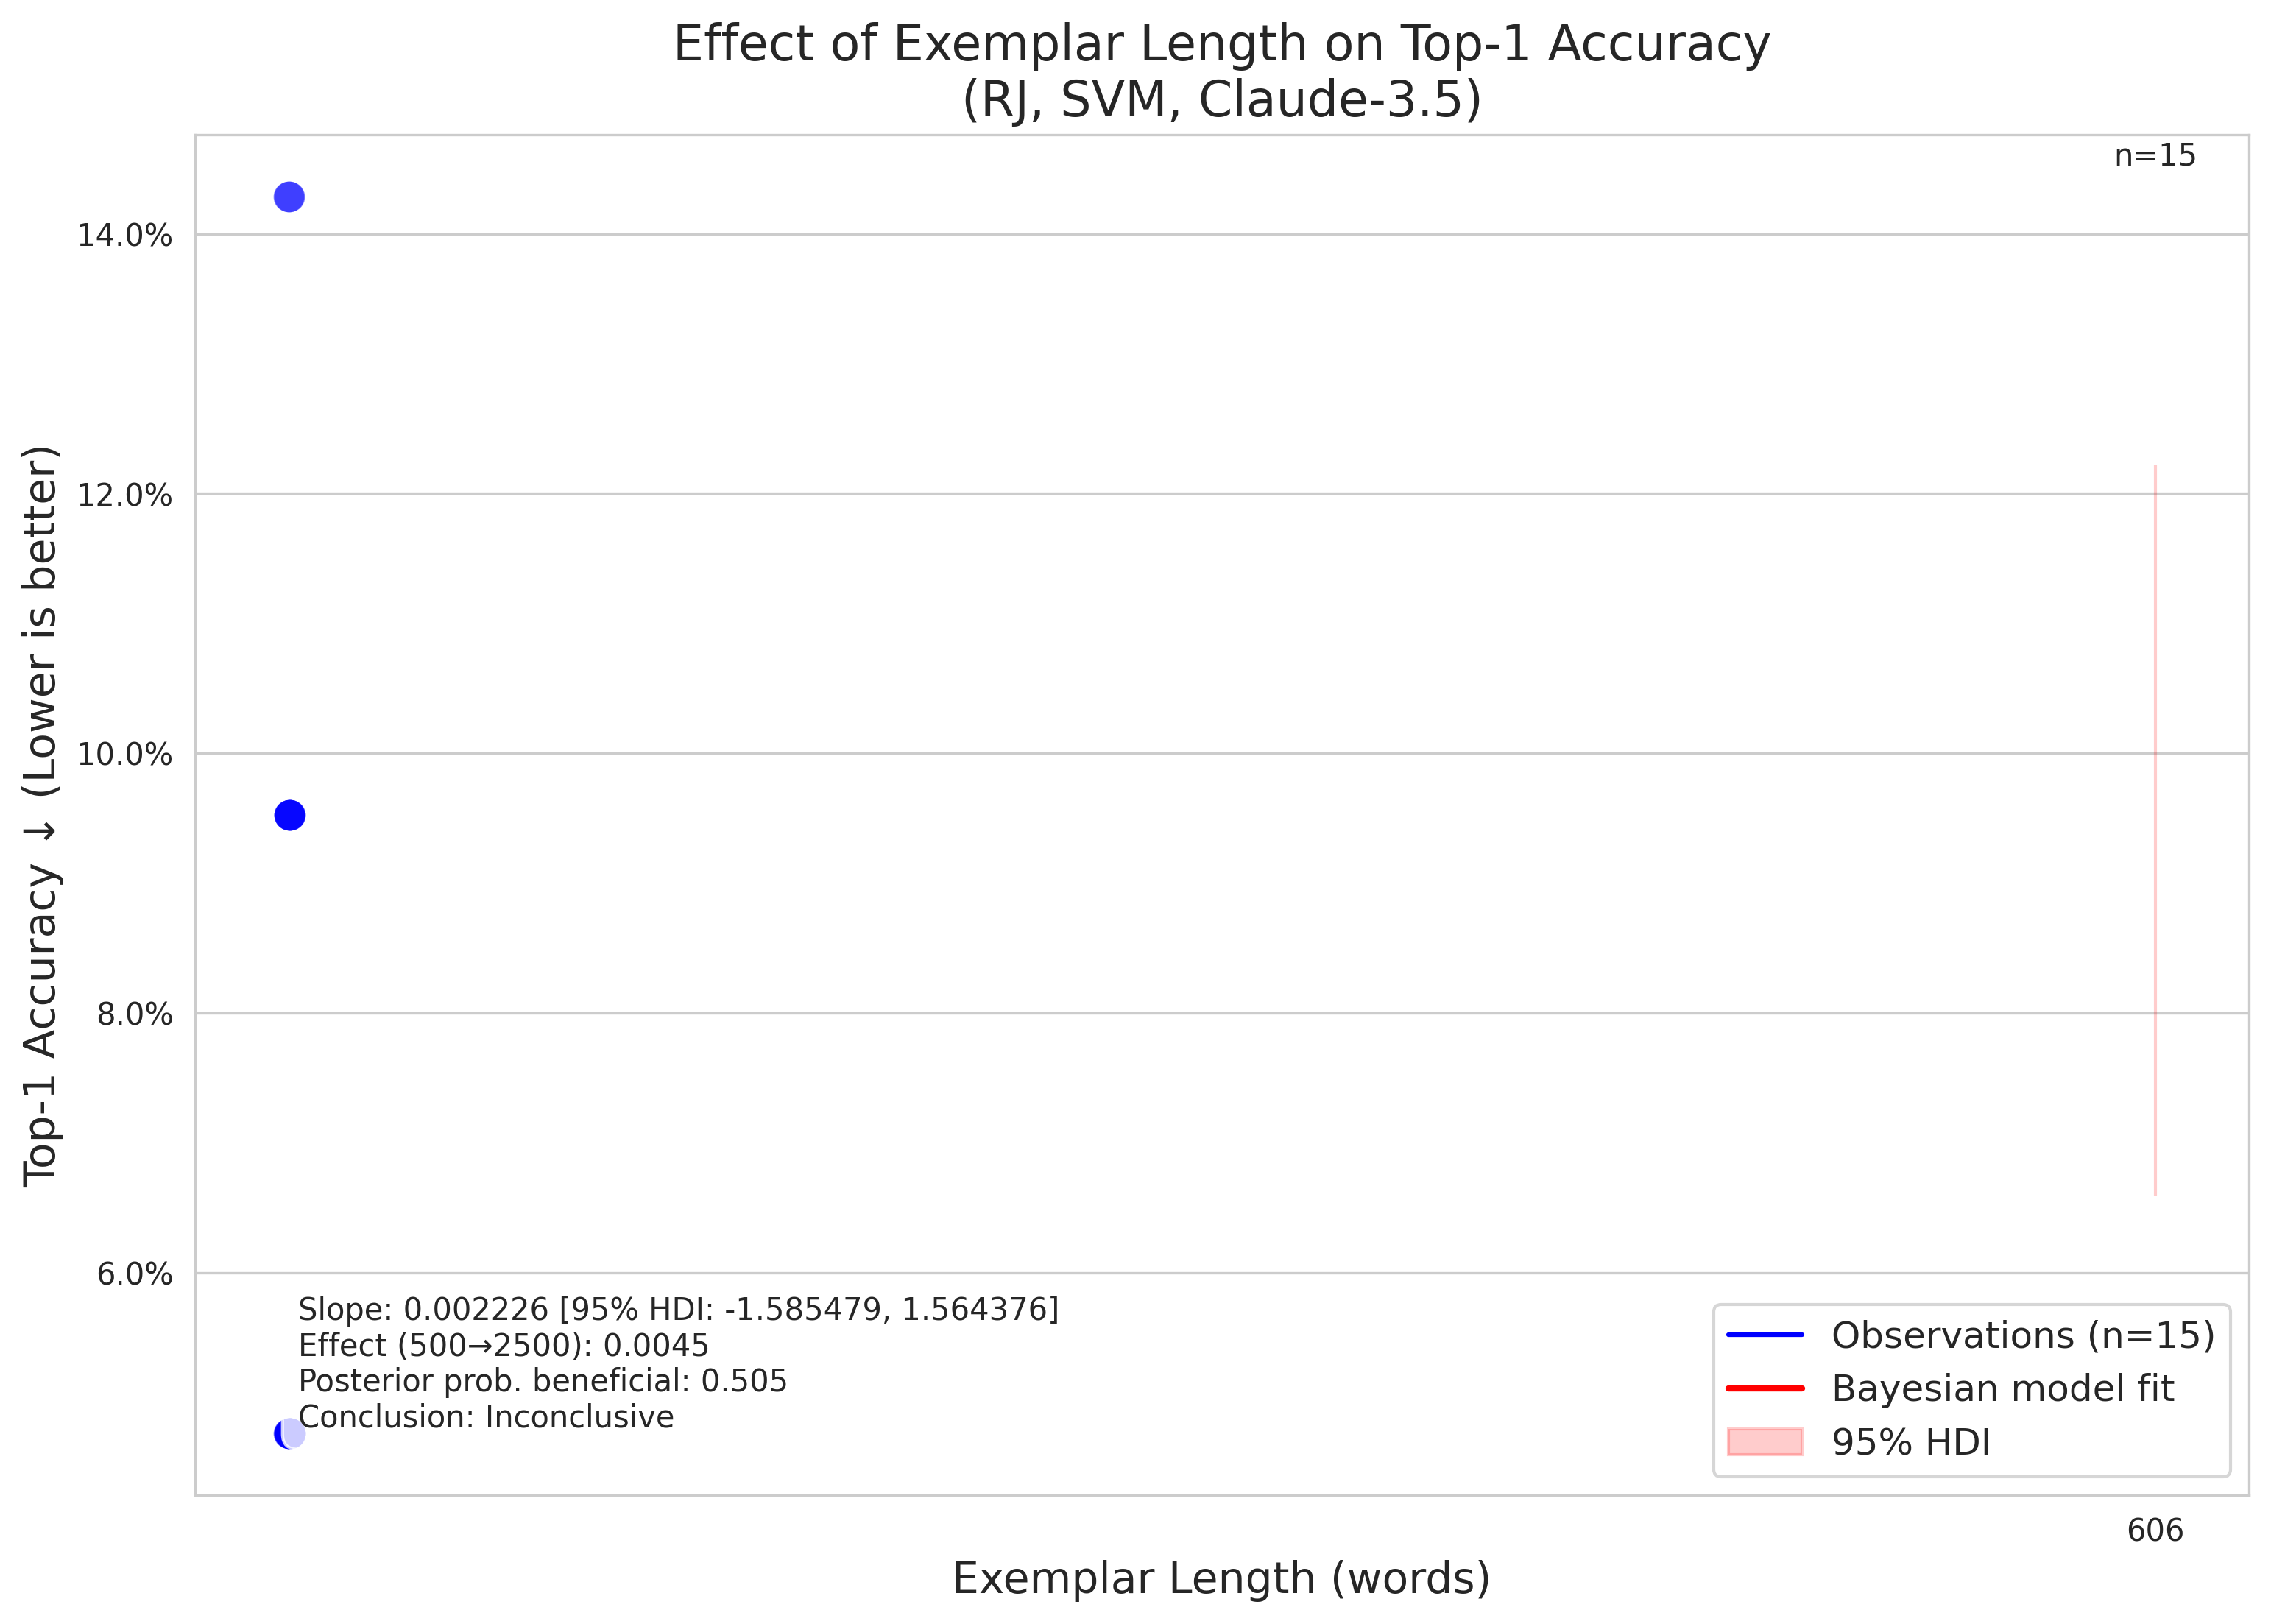 Effect of Exemplar Length on Top-1 Accuracy
(RJ, SVM, Claude-3.5)
n=15
14.0%
12.0%
10.0%
8.0%
6.0%
Top-1 Accuracy ↓ (Lower is better)
Slope: 0.002226 [95% HDI: -1.585479, 1.564376]
Effect (500→2500): 0.0045
Posterior prob. beneficial: 0.505
Conclusion: Inconclusive
Observations (n=15)
Bayesian model fit
95% HDI
606
Exemplar Length (words)